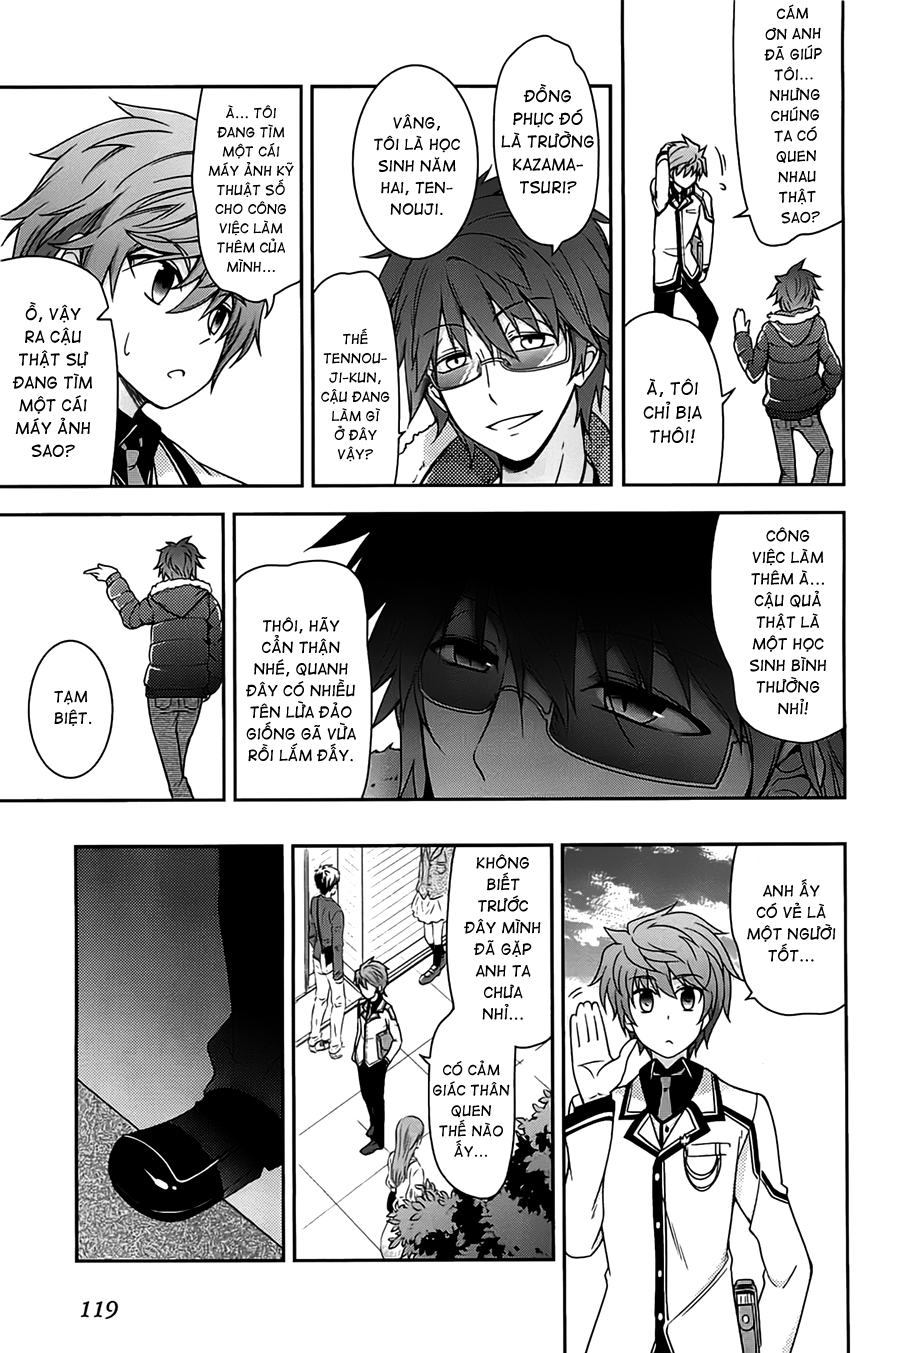 CÁM
ƠN ANH
ĐÃ GIÚP
TÔI...
NHƯNG
CHÚNG
TA CÓ
QUEN
NHAU
THẬT
SAO?
À, TÔI
CHỈ BỊA
THÔI!
ĐỒNG
PHỤC ĐÓ
LÀ TRƯỜNG
KAZAMA-
TSURI?
VÂNG,
TÔI LÀ HỌC
SINH NĂM
HAI, TEN-
NOUJI.
THẾ
TENNOU-
JI-KUN,
CẬU ĐANG
LÀM GÌ
Ở ĐÂY
VẬY?
À... TÔI
ĐANG TÌM
MỘT CÁI
MÁY ẢNH KỸ
THUẬT SỐ
CHO CÔNG
VIỆC LÀM
THÊM CỦA
MÌNH...
Ồ, VẬY
RA CẬU
THẬT SỰ
ĐANG TÌM
MỘT CÁI
MÁY ẢNH
SAO?
CÔNG
VIỆC LÀM
THÊM À...
CẬU QUẢ
THẬT LÀ
MỘT HỌC
SINH BÌNH
THƯỜNG
NHỈ!
THÔI, HÃY
CẨN THẬN
NHÉ, QUANH
ĐÂY CÓ NHIỀU
TÊN LỪA ĐẢO
GIỐNG GÃ VỪA
RỒI LẮM ĐẤY.
TẠM
BIỆT.
ANH ẤY
CÓ VẺ LÀ
MỘT NGƯỜI
TỐT...
KHÔNG
BIẾT
TRƯỚC
ĐÂY MÌNH
ĐÃ GẶP
ANH TA
CHƯA
NHỈ...
CÓ CẢM
GIÁC THÂN
QUEN
THẾ NÀO
ẤY...
119